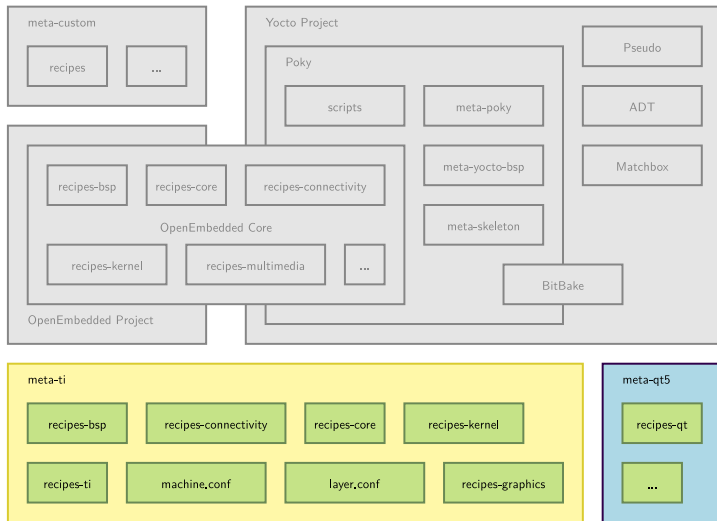 meta-custom
recipes
...
Yocto Project
Poky
scripts
meta-poky
meta-yocto-bsp
meta-skeleton
Pseudo
ADT
Matchbox
BitBake
recipes-bsp
recipes-core
recipes-connectivity
OpenEmbedded Core
recipes-kernel
recipes-multimedia
...
OpenEmbedded Project
meta-ti
recipes-bsp
recipes-connectivity
recipes-core
recipes-kernel
recipes-ti
machine.conf
layer.conf
recipes-graphics
meta-qt5
recipes-qt
...